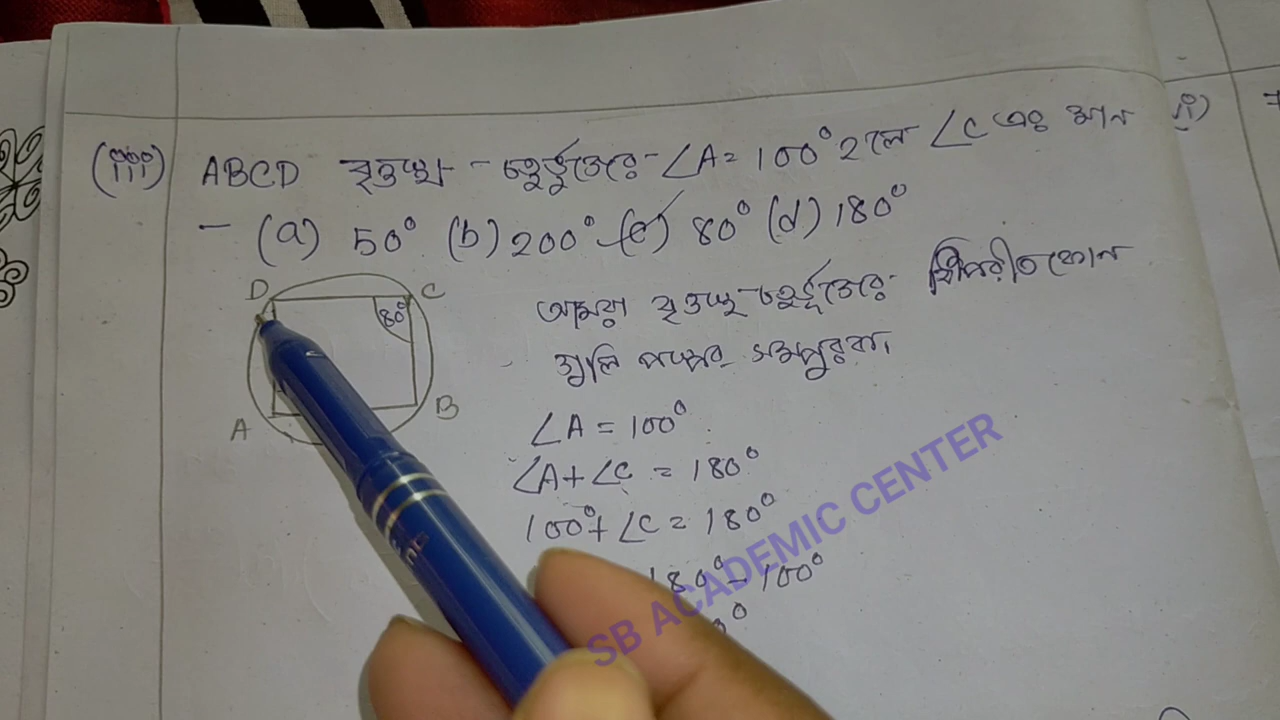 (iii) ABCD বৃত্তস্থ চতুর্ভুজের ∠A = 100° হলে ∠C এর মান
- (a) 50° (b) 200° (c) 80° (d) 180°
D C
80°
A B
আমরা বৃত্তস্থ চতুর্ভুজের বিপরীত কোন
গুলি পরস্পর সম্পুরক।
∠A = 100°
∠A + ∠C = 180°
100° + ∠C = 180°
180° - 100°
SB ACADEMIC CENTER